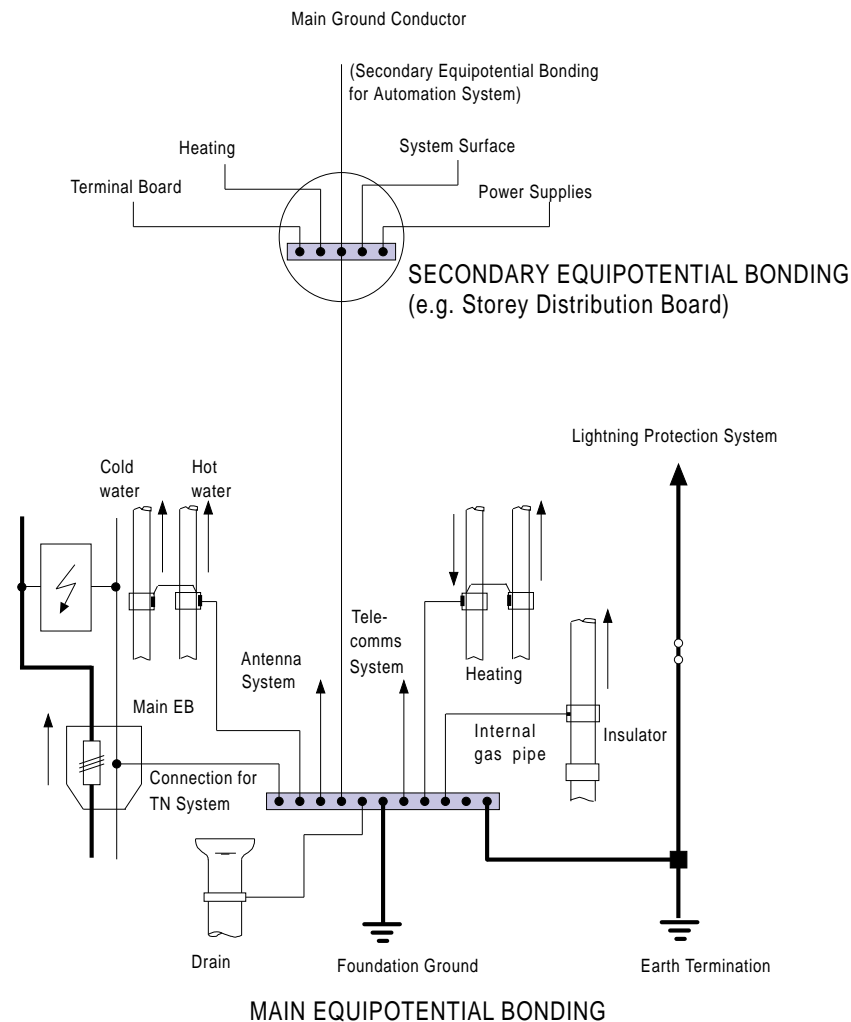 Main Ground Conductor
(Secondary Equipotential Bonding
for Automation System)
Heating
System Surface
Terminal Board
Power Supplies
SECONDARY EQUIPOTENTIAL BONDING
(e.g. Storey Distribution Board)
Lightning Protection System
Cold
water
Hot
water
Tele-
comms
System
Antenna
System
Heating
Main EB
Internal
gas pipe
Insulator
Connection for
TN System
Drain
Foundation Ground
Earth Termination
MAIN EQUIPOTENTIAL BONDING